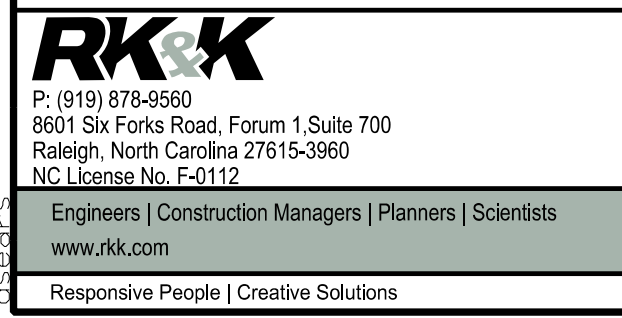 RK&K
P: (919) 878-9560
8601 Six Forks Road, Forum 1,Suite 700
Raleigh, North Carolina 27615-3960
NC License No. F-0112
Engineers | Construction Managers | Planners | Scientists
www.rkk.com
Responsive People | Creative Solutions